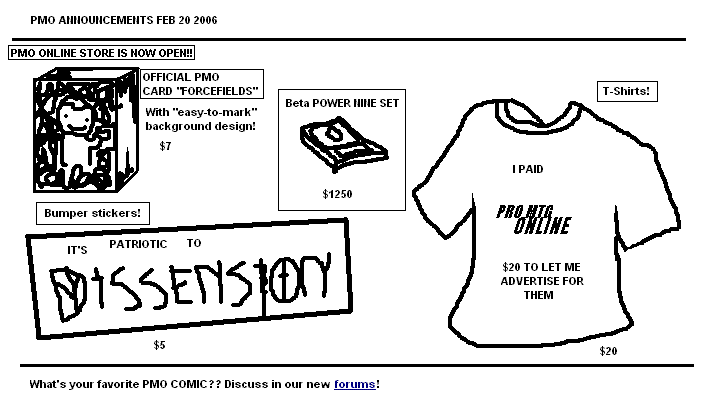 PMO ANNOUNCEMENTS FEB 20 2006
PMO ONLINE STORE IS NOW OPEN!!
OFFICIAL PMO
CARD "FORCEFIELDS"
With "easy-to-mark"
background design!
$7
Beta POWER NINE SET
$1250
T-Shirts!
I PAID
PRO MTG
ONLINE
$20 TO LET ME
ADVERTISE FOR
THEM
$20
Bumper stickers!
IT'S PATRIOTIC TO
DISSENSION
$5
What's your favorite PMO COMIC?? Discuss in our new forums!